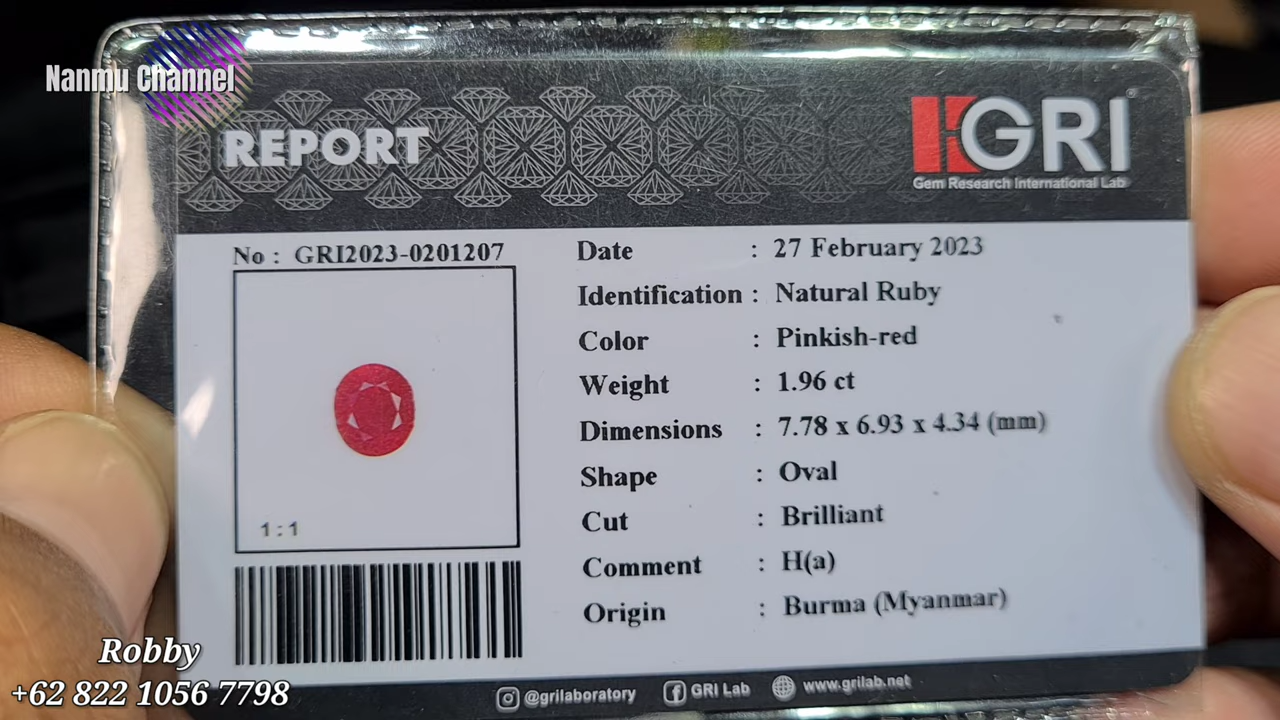 Nanmu Channel
REPORT
GRI
Gem Research International Lab
No : GRI2023-0201207
1:1
Date : 27 February 2023
Identification : Natural Ruby
Color : Pinkish-red
Weight : 1.96 ct
Dimensions : 7.78 x 6.93 x 4.34 (mm)
Shape : Oval
Cut : Brilliant
Comment : H(a)
Origin : Burma (Myanmar)
@grilaboratory GRI Lab www.grilab.net
Robby
+62 822 1056 7798